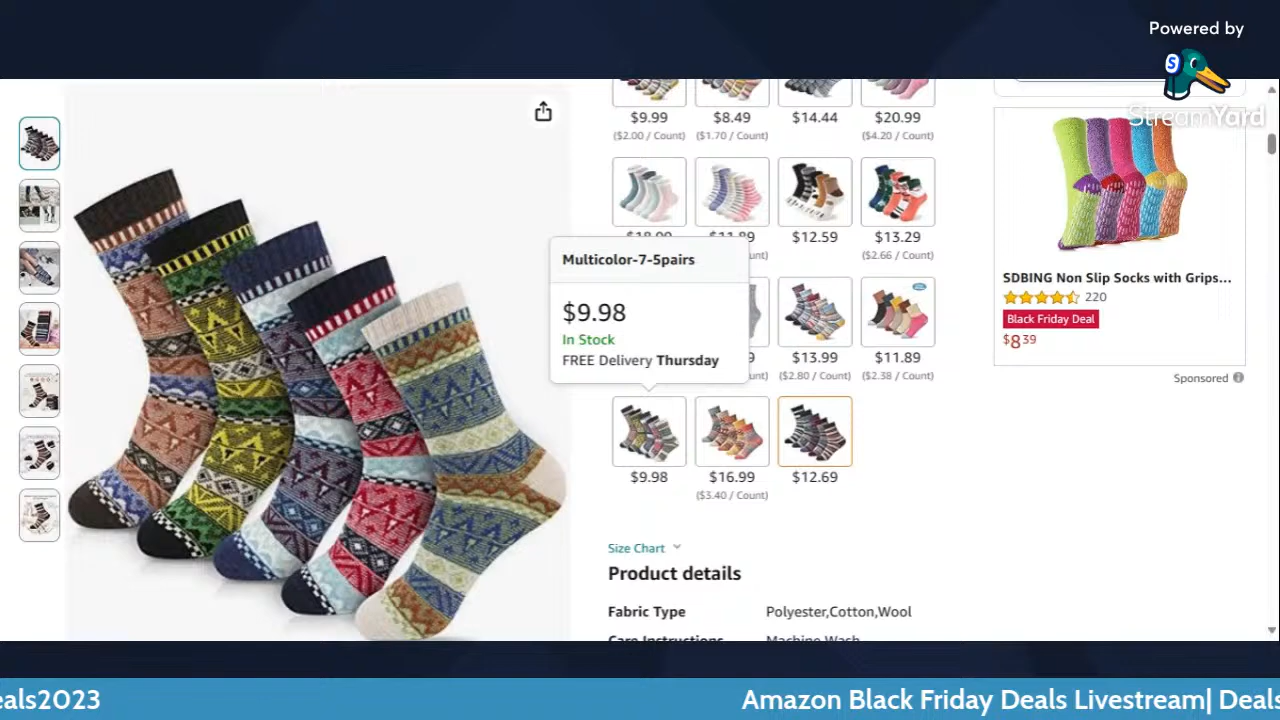 Powered by
StreamYard
$9.99
$8.49
$14.44
$20.99
($2.00 / Count)
($1.70 / Count)
($4.20 / Count)
$12.59
$13.29
($2.66 / Count)
Multicolor-7-5pairs
$9.98
In Stock
FREE Delivery Thursday
$13.99
$11.89
($2.80 / Count)
($2.38 / Count)
$9.98
$16.99
$12.69
($3.40 / Count)
Size Chart
Product details
Fabric Type
Polyester,Cotton,Wool
Care Instructions
Machine Wash
SDBING Non Slip Socks with Grips...
220
Black Friday Deal
$8 39
Sponsored
eals2023
Amazon Black Friday Deals Livestream| Deals